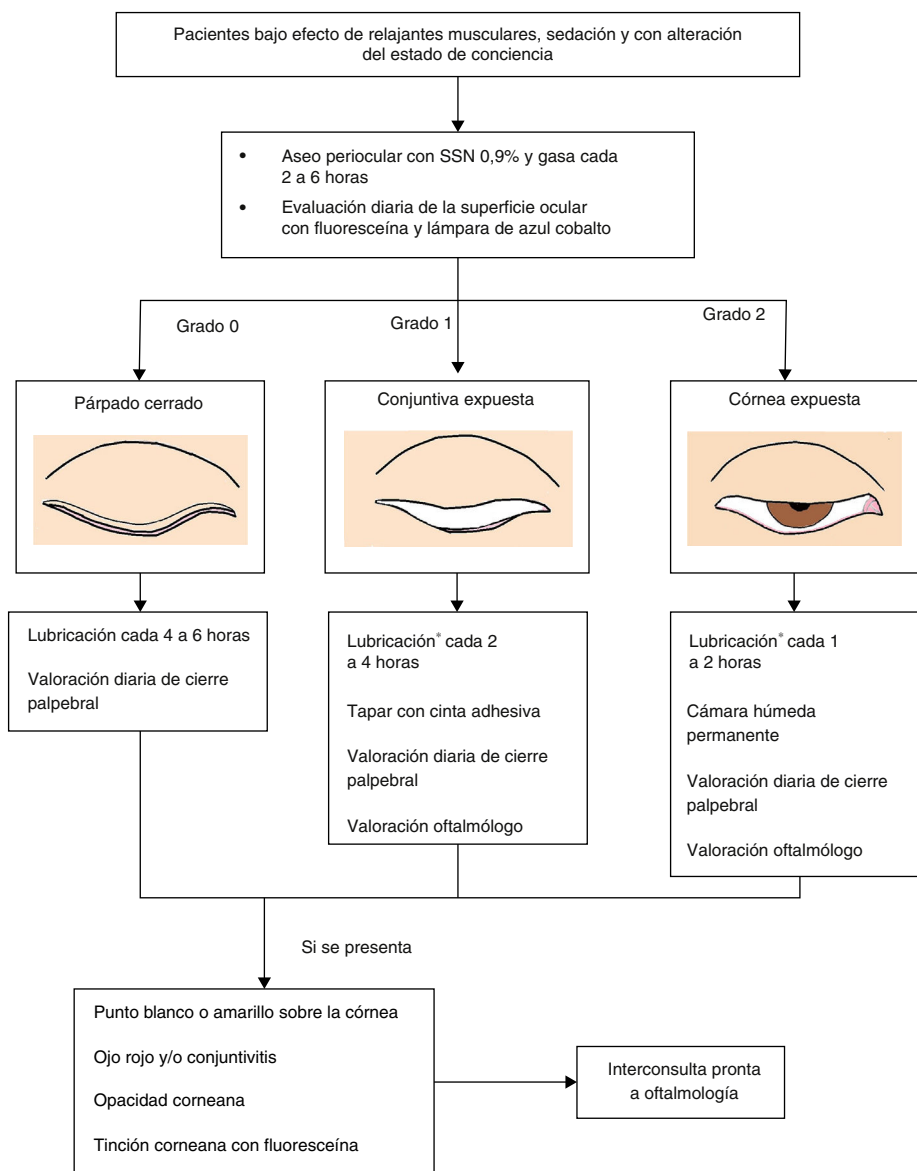 Pacientes bajo efecto de relajantes musculares, sedación y con alteración
del estado de conciencia
• Aseo periocular con SSN 0,9% y gasa cada
2 a 6 horas
• Evaluación diaria de la superficie ocular
con fluoresceína y lámpara de azul cobalto
Grado 0
Grado 1
Grado 2
Párpado cerrado
Conjuntiva expuesta
Córnea expuesta
Lubricación cada 4 a 6 horas
Valoración diaria de cierre
palpebral
Lubricación* cada 2
a 4 horas
Tapar con cinta adhesiva
Valoración diaria de cierre
palpebral
Valoración oftalmólogo
Lubricación* cada 1
a 2 horas
Cámara húmeda
permanente
Valoración diaria de cierre
palpebral
Valoración oftalmólogo
Si se presenta
Punto blanco o amarillo sobre la córnea
Ojo rojo y/o conjuntivitis
Opacidad corneana
Tinción corneana con fluoresceína
Interconsulta pronta
a oftalmología